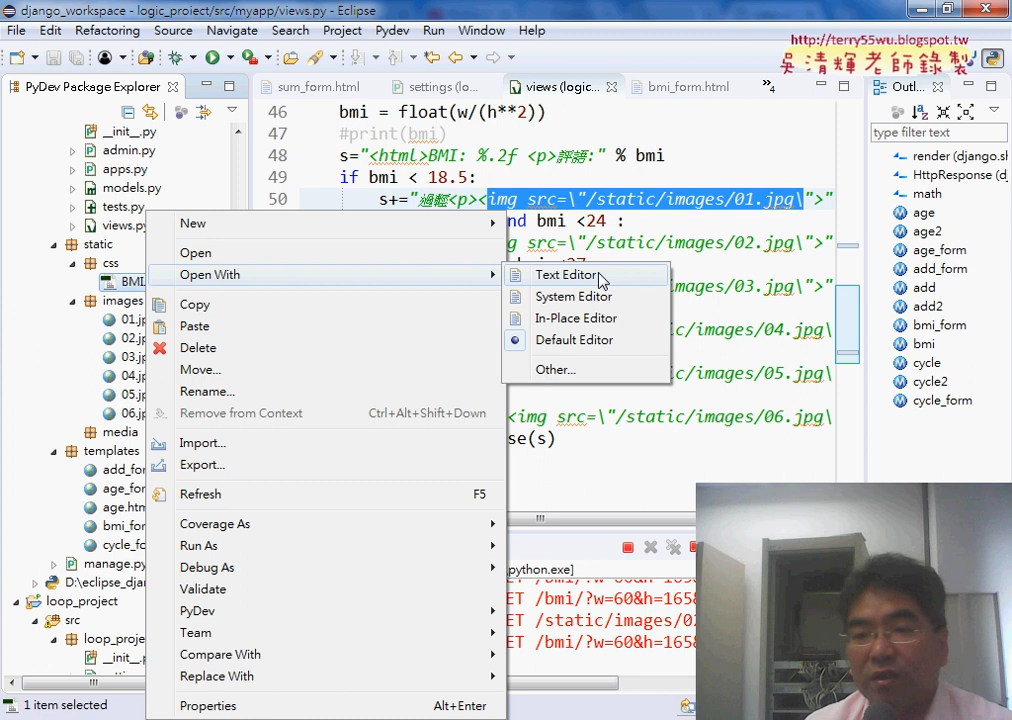 django_workspace - logic_project/src/myapp/views.py - Eclipse
File Edit Refactoring Source Navigate Search Project Pydev Run Window Help
http://terry55wu.blogspot.tw
吳清輝老師錄製
PyDev Package Explorer
sum_form.html
settings (lo...
views (logic...
bmi_form.html
»4
Outl...
type filter text
__init__.py
admin.py
apps.py
models.py
tests.py
views.py
static
css
BMI
images
01.jp
02.jp
03.jp
04.jp
05.jp
06.jp
media
templates
add_for
age_for
age.htm
bmi_for
cycle_fo
manage.py
D:\eclipse_djan
loop_project
src
loop_proje
__init__.p
46 bmi = float(w/(h**2))
47 #print(bmi)
48 s="<html>BMI: %.2f <p>評語:" % bmi
49 if bmi < 18.5:
50 s+="過輕<p><img src=\"/static/images/01.jpg\">"
nd bmi <24 :
g src=\"/static/images/02.jpg\">"
/static/images/03.jpg\">"
c/images/04.jpg\
c/images/05.jpg\
<img src=\"/static/images/06.jpg\
se(s)
New
Open
Open With
Copy
Paste
Delete
Move...
Rename...
Remove from Context Ctrl+Alt+Shift+Down
Import...
Export...
Refresh F5
Coverage As
Run As
Debug As
Validate
PyDev
Team
Compare With
Replace With
Properties Alt+Enter
Text Editor
System Editor
In-Place Editor
Default Editor
Other...
render (django.sh
HttpResponse (dj
math
age
age2
age_form
add_form
add
add2
bmi_form
bmi
cycle
cycle2
cycle_form
\python.exe]
ET /bmi/?w=60&h=1658
ET /static/images/02
ET /bmi/?w=60&h=1658
1 item selected